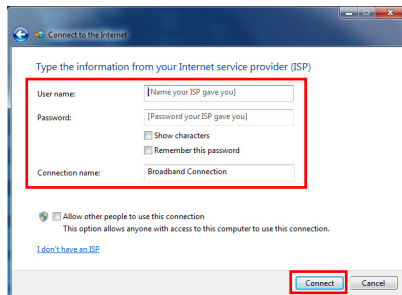 Connect to the Internet
Type the information from your Internet service provider (ISP)
User name: [Name your ISP gave you]
Password: [Password your ISP gave you]
Show characters
Remember this password
Connection name: Broadband Connection
Allow other people to use this connection
This option allows anyone with access to this computer to use this connection.
I don't have an ISP
Connect Cancel